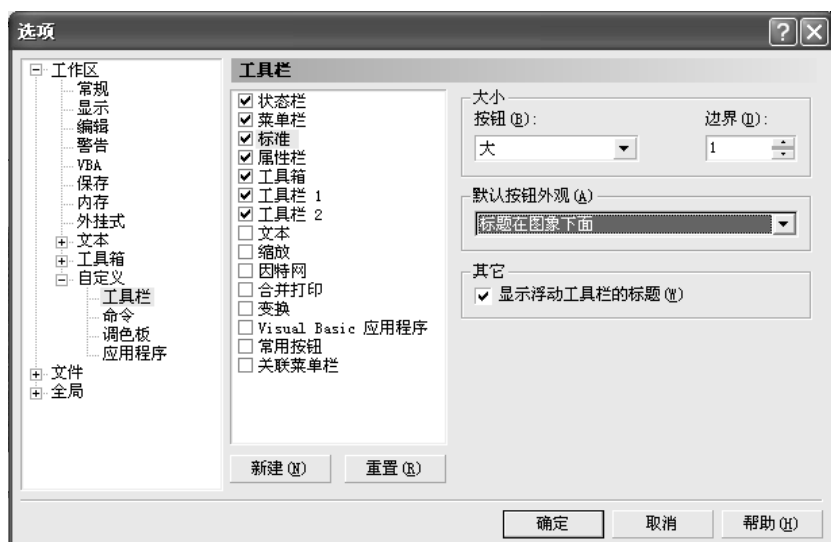 选项
工作区
常规
显示
编辑
警告
VBA
保存
内存
外挂式
文本
工具箱
自定义
工具栏
命令
调色板
应用程序
文件
全局
工具栏
状态栏
菜单栏
标准
属性栏
工具箱
工具栏 1
工具栏 2
文本
缩放
因特网
合并打印
变换
Visual Basic 应用程序
常用按钮
关联菜单栏
新建(N)
重置(R)
大小
按钮(B):
边界(D):
大
1
默认按钮外观(A)
标题在图象下面
其它
显示浮动工具栏的标题(W)
确定
取消
帮助(H)